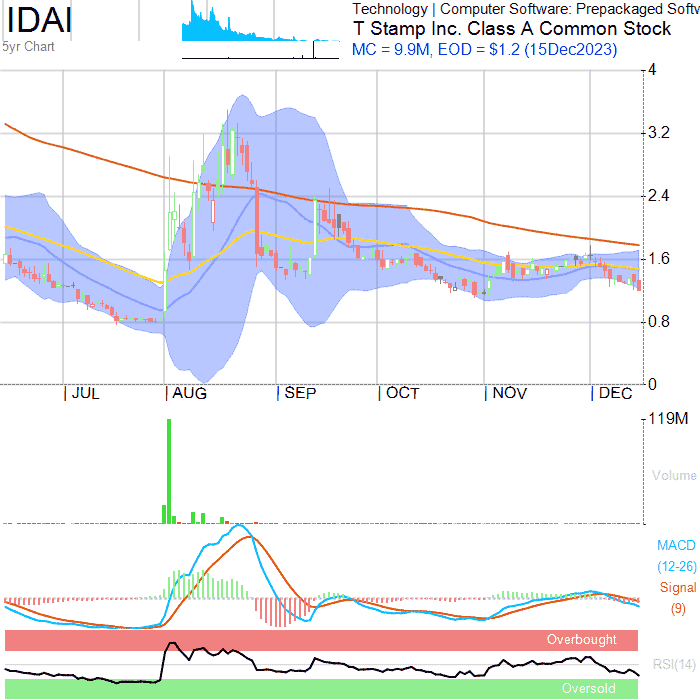 IDAI
5yr Chart
Technology | Computer Software: Prepackaged Softw
T Stamp Inc. Class A Common Stock
MC = 9.9M, EOD = $1.2 (15Dec2023)
4
3.2
2.4
1.6
0.8
0
JUL AUG SEP OCT NOV DEC
119M
Volume
MACD
(12-26)
Signal
(9)
Overbought
RSI(14)
Oversold